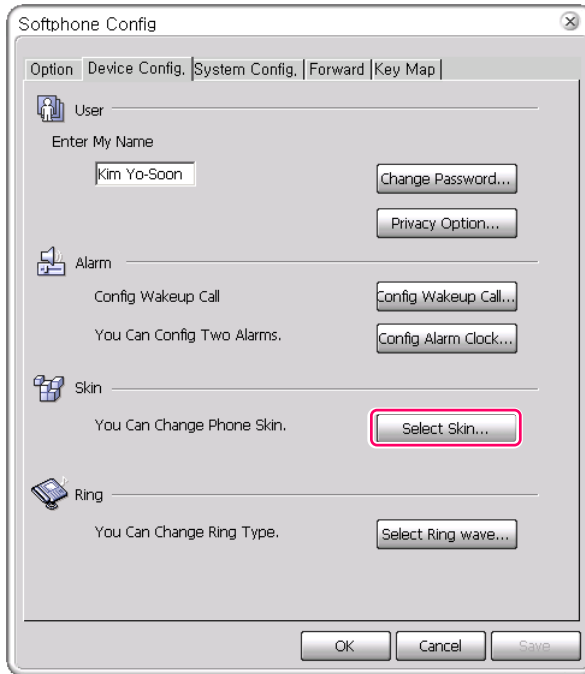 Softphone Config
Option Device Config. System Config. Forward Key Map
User
Enter My Name
Kim Yo-Soon
Change Password...
Privacy Option...
Alarm
Config Wakeup Call Config Wakeup Call...
You Can Config Two Alarms. Config Alarm Clock...
Skin
You Can Change Phone Skin. Select Skin...
Ring
You Can Change Ring Type. Select Ring wave...
OK Cancel Save